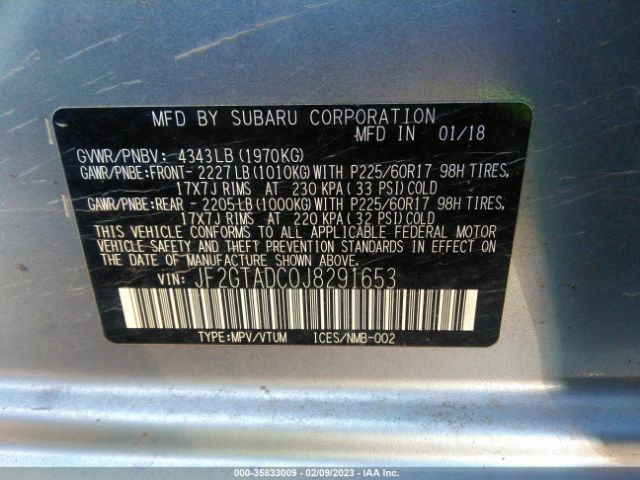 MFD BY SUBARU CORPORATION
MFD IN 01/18
GVWR/PNBV: 4343LB (1970KG)
GAWR/PNBE:FRONT- 2227LB (1010KG) WITH P225/60R17 98H TIRES,
17X7J RIMS AT 230 KPA (33 PSI) COLD
GAWR/PNBE:REAR - 2205LB (1000KG) WITH P225/60R17 98H TIRES,
17X7J RIMS AT 220 KPA (32 PSI) COLD
THIS VEHICLE CONFORMS TO ALL APPLICABLE FEDERAL MOTOR
VEHICLE SAFETY AND THEFT PREVENTION STANDARDS IN EFFECT ON
THE DATE OF MANUFACTURE SHOWN ABOVE.
VIN: JF2GTADC0J8291653
TYPE:MPV/VTUM ICES/NMB-002
000-35833009 - 02/09/2023 - IAA Inc.